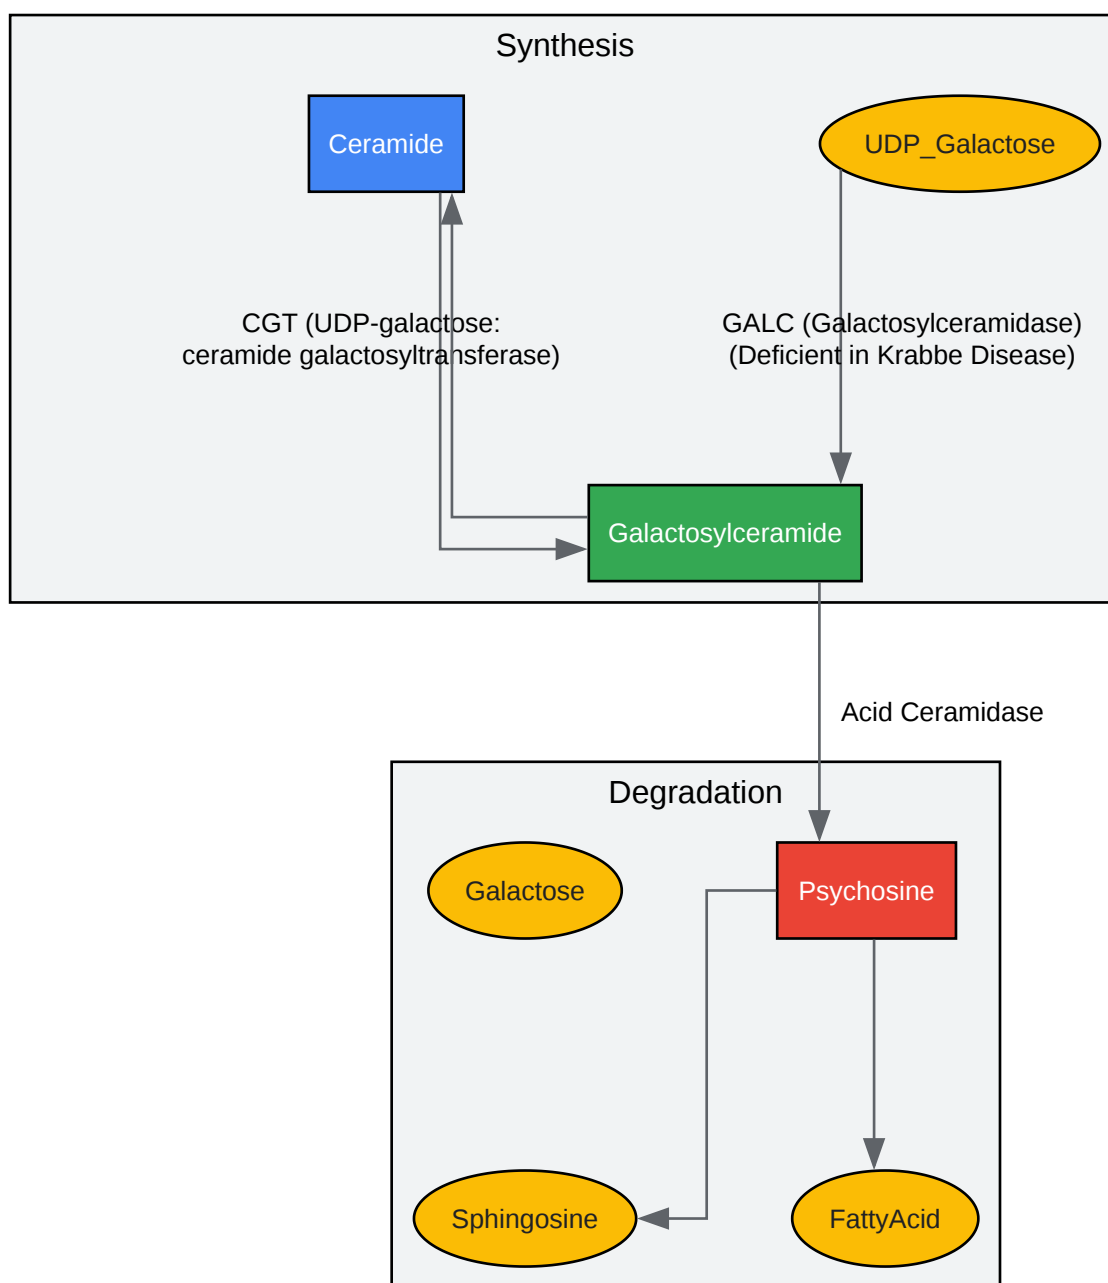 Synthesis
Ceramide
UDP_Galactose
CGT (UDP-galactose:
ceramide galactosyltransferase)
GALC (Galactosylceramidase)
(Deficient in Krabbe Disease)
Galactosylceramide
Acid Ceramidase
Degradation
Galactose
Psychosine
Sphingosine
FattyAcid